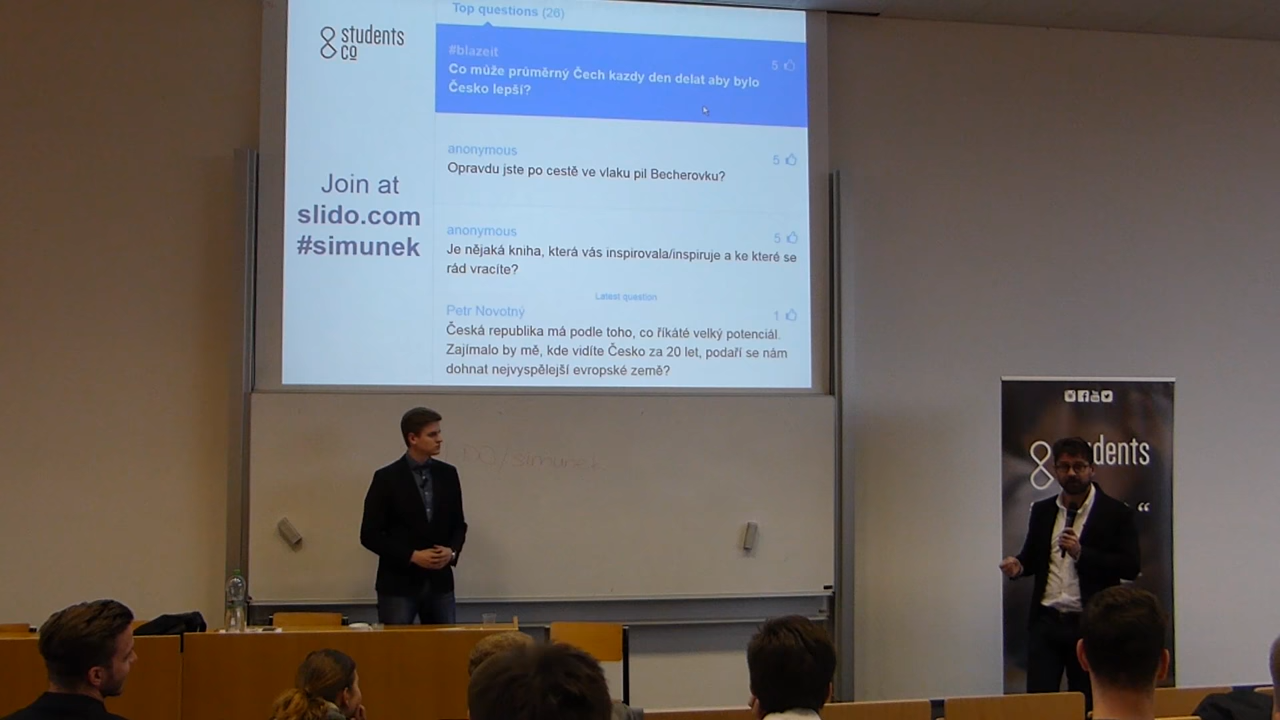 students
co
Join at
slido.com
#simunek
Top questions (26)
#blazeit
5
Co může průměrný Čech kazdy den delat aby bylo
Česko lepší?
anonymous
5
Opravdu jste po cestě ve vlaku pil Becherovku?
anonymous
5
Je nějaká kniha, která vás inspirovala/inspiruje a ke které se
rád vracíte?
Latest question
Petr Novotný
1
Česká republika má podle toho, co říkáte velký potenciál.
Zajímalo by mě, kde vidíte Česko za 20 let, podaří se nám
dohnat nejvyspělejší evropské země?
/simunek
dents
“